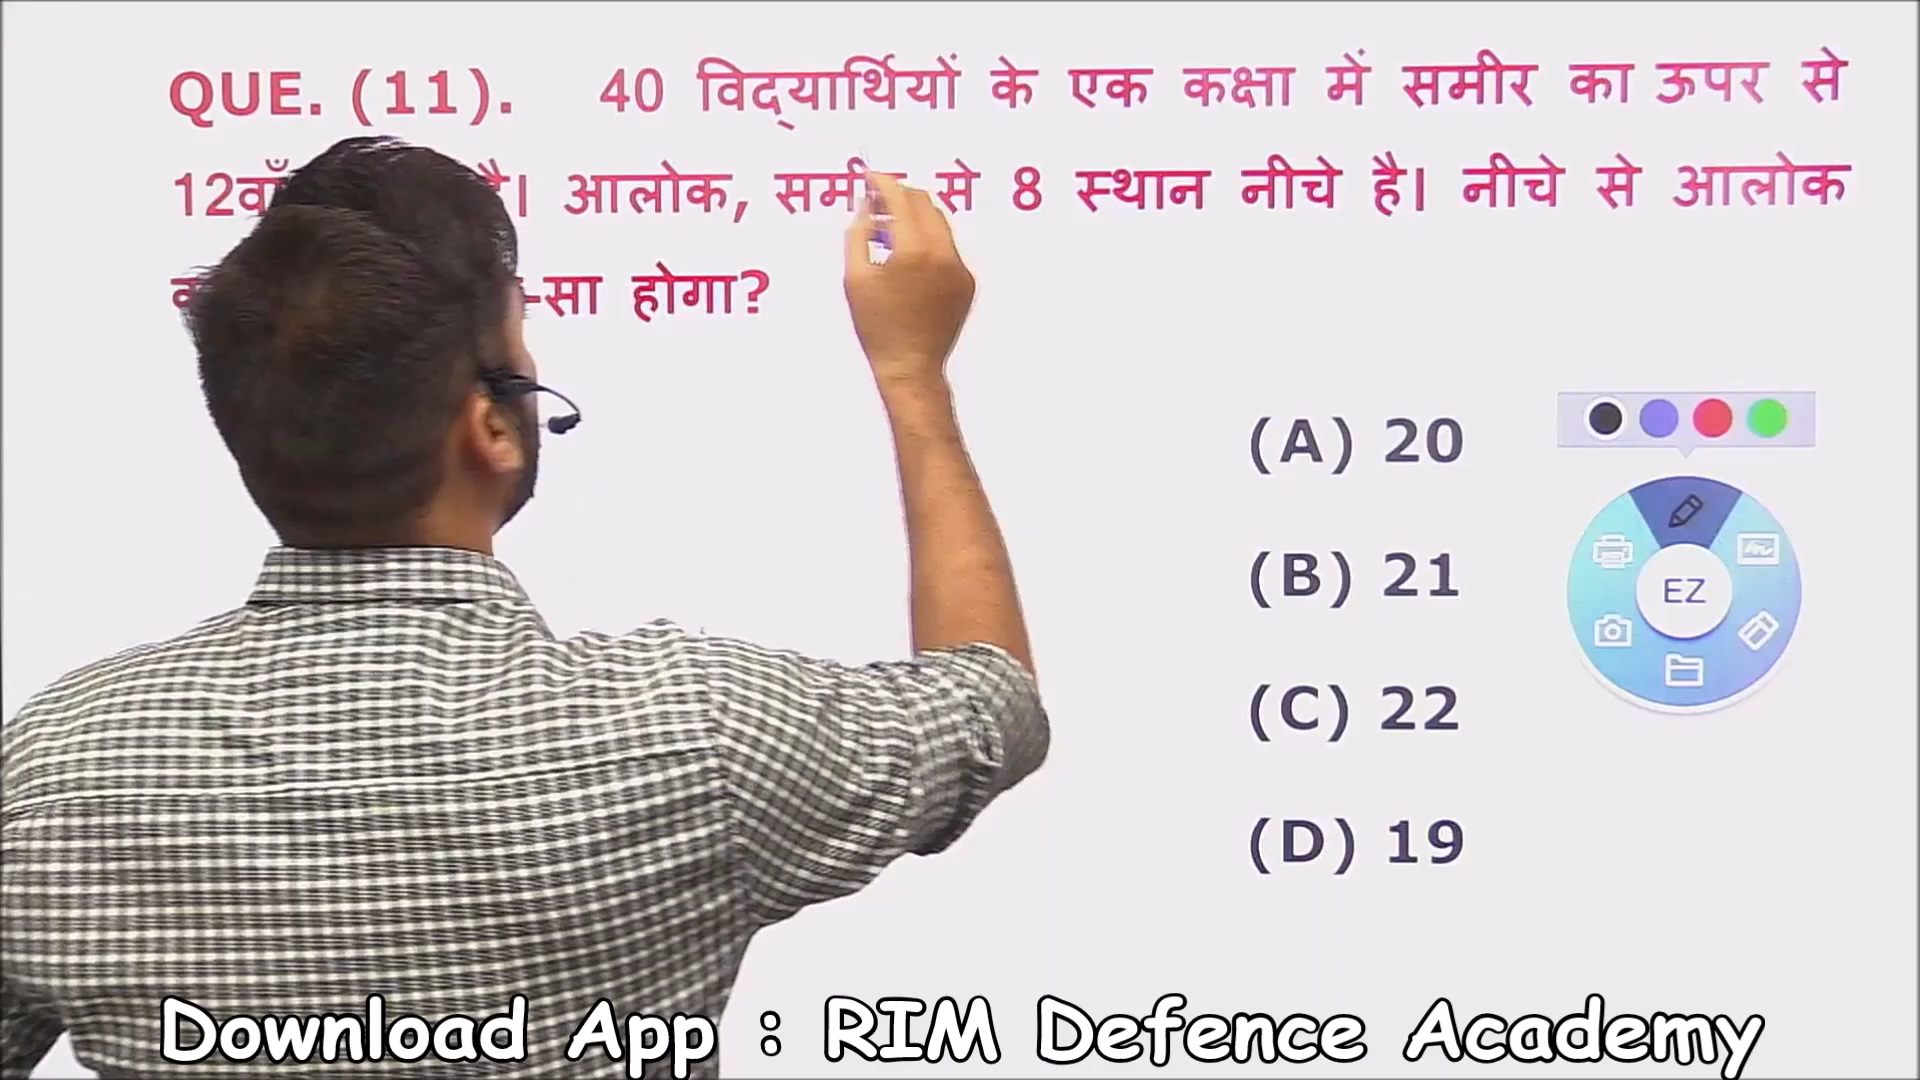 QUE. (11). 40 विद्यार्थियों के एक कक्षा में समीर का ऊपर से
है। आलोक, समीर से 8 स्थान नीचे है। नीचे से आलोक
-सा होगा?
(A) 20
(B) 21
EZ
(C) 22
(D) 19
Download App : RIM Defence Academy